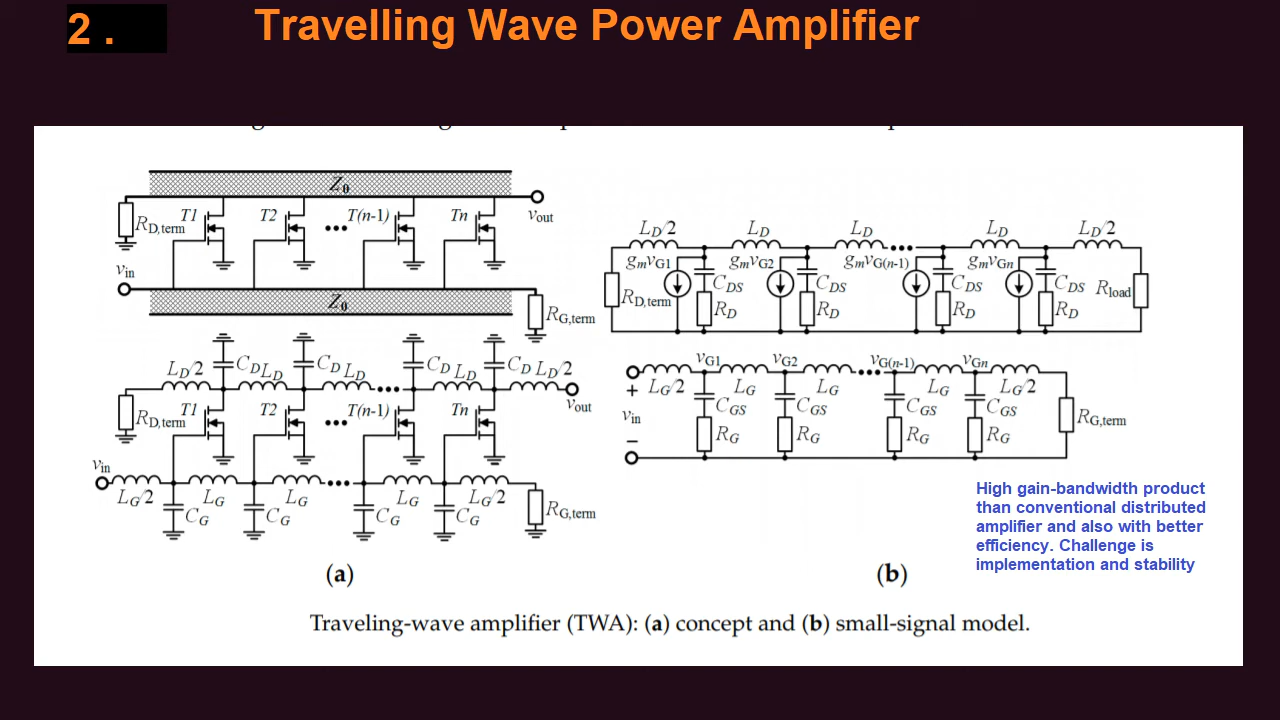 2 .
Travelling Wave Power Amplifier
Z0
RD,term
T1
T2
T(n-1)
Tn
vout
vin
Z0
RG,term
LD/2
CD
LD
CD
LD
CD
LD
CD
LD/2
RD,term
T1
T2
T(n-1)
Tn
vout
vin
LG/2
LG
LG
LG
LG/2
CG
CG
CG
CG
RG,term
(a)
LD/2
LD
LD
LD
LD/2
gmvG1
gmvG2
gmvG(n-1)
gmvGn
CDS
CDS
CDS
CDS
RD,term
RD
RD
RD
RD
Rload
vG1
vG2
vG(n-1)
vGn
+
LG/2
LG
LG
LG
LG/2
vin
CGS
CGS
CGS
CGS
RG
RG
RG
RG
RG,term
−
High gain-bandwidth product
than conventional distributed
amplifier and also with better
efficiency. Challenge is
implementation and stability
(b)
Traveling-wave amplifier (TWA): (a) concept and (b) small-signal model.